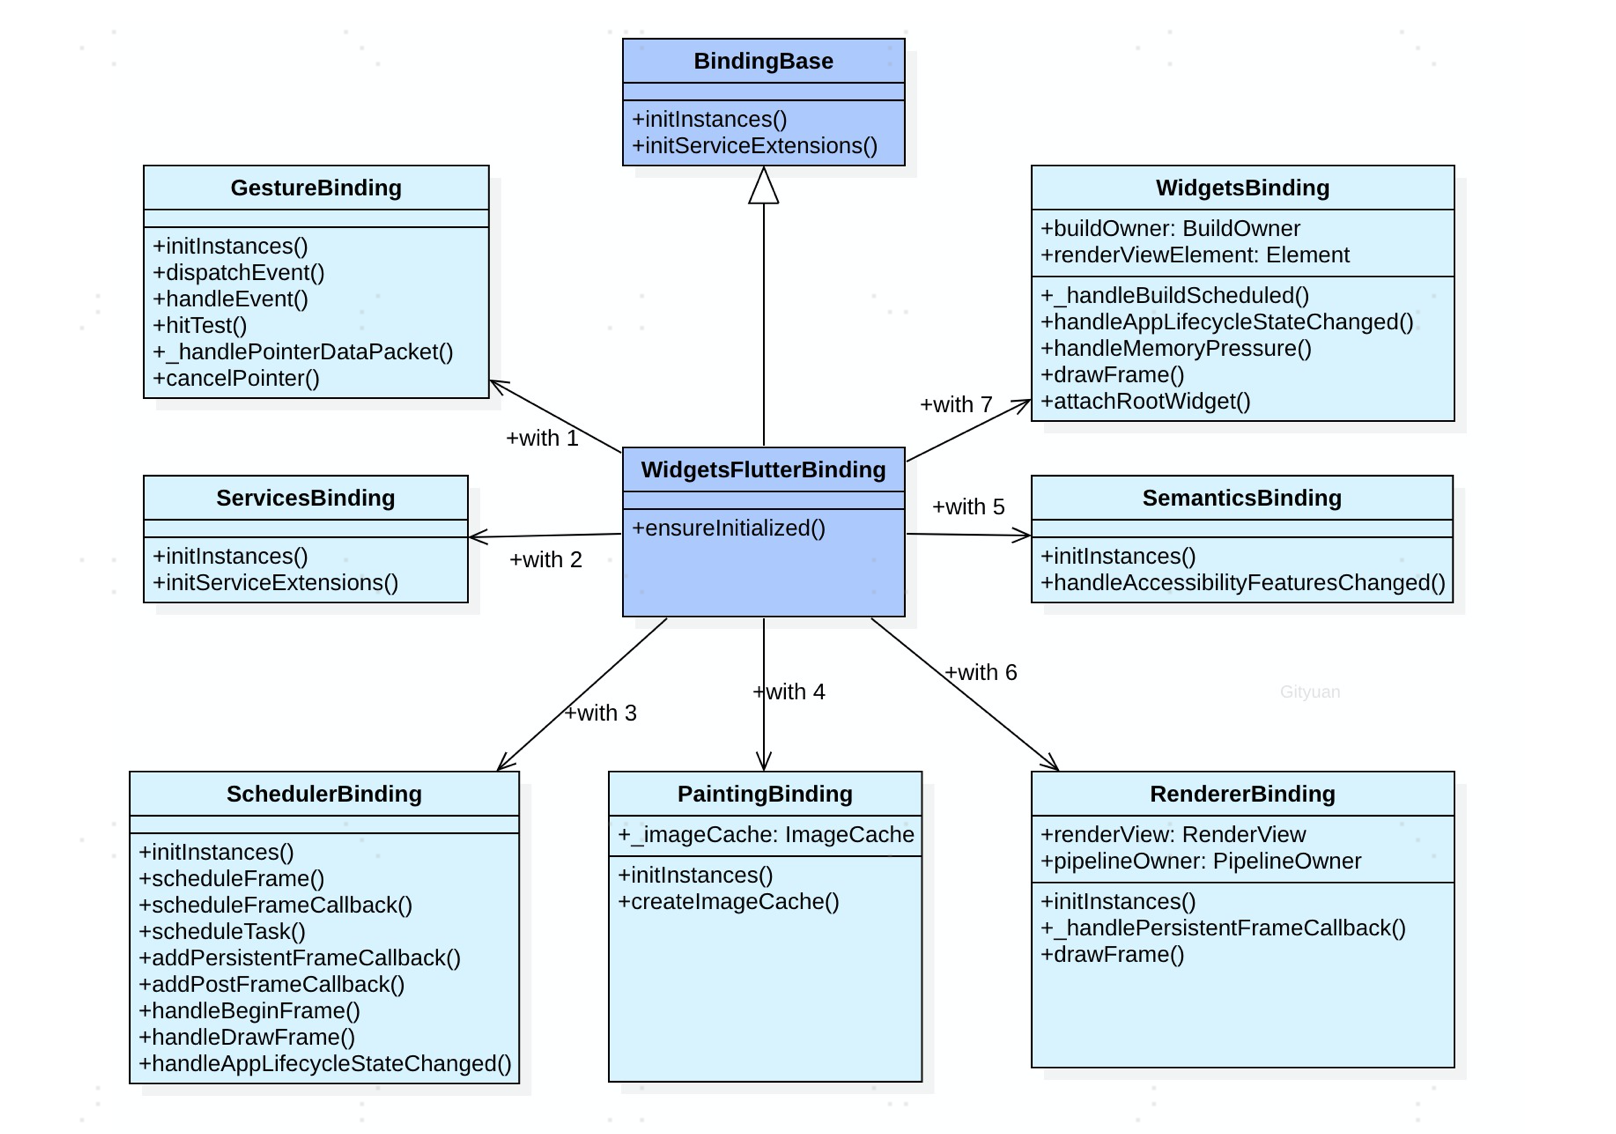 BindingBase
+initInstances()
+initServiceExtensions()
GestureBinding
+initInstances()
+dispatchEvent()
+handleEvent()
+hitTest()
+_handlePointerDataPacket()
+cancelPointer()
WidgetsBinding
+buildOwner: BuildOwner
+renderViewElement: Element
+_handleBuildScheduled()
+handleAppLifecycleStateChanged()
+handleMemoryPressure()
+drawFrame()
+attachRootWidget()
+with 1
+with 7
WidgetsFlutterBinding
+ensureInitialized()
ServicesBinding
+initInstances()
+initServiceExtensions()
+with 2
+with 5
SemanticsBinding
+initInstances()
+handleAccessibilityFeaturesChanged()
+with 3
+with 4
+with 6
Gityuan
SchedulerBinding
+initInstances()
+scheduleFrame()
+scheduleFrameCallback()
+scheduleTask()
+addPersistentFrameCallback()
+addPostFrameCallback()
+handleBeginFrame()
+handleDrawFrame()
+handleAppLifecycleStateChanged()
PaintingBinding
+_imageCache: ImageCache
+initInstances()
+createImageCache()
RendererBinding
+renderView: RenderView
+pipelineOwner: PipelineOwner
+initInstances()
+_handlePersistentFrameCallback()
+drawFrame()